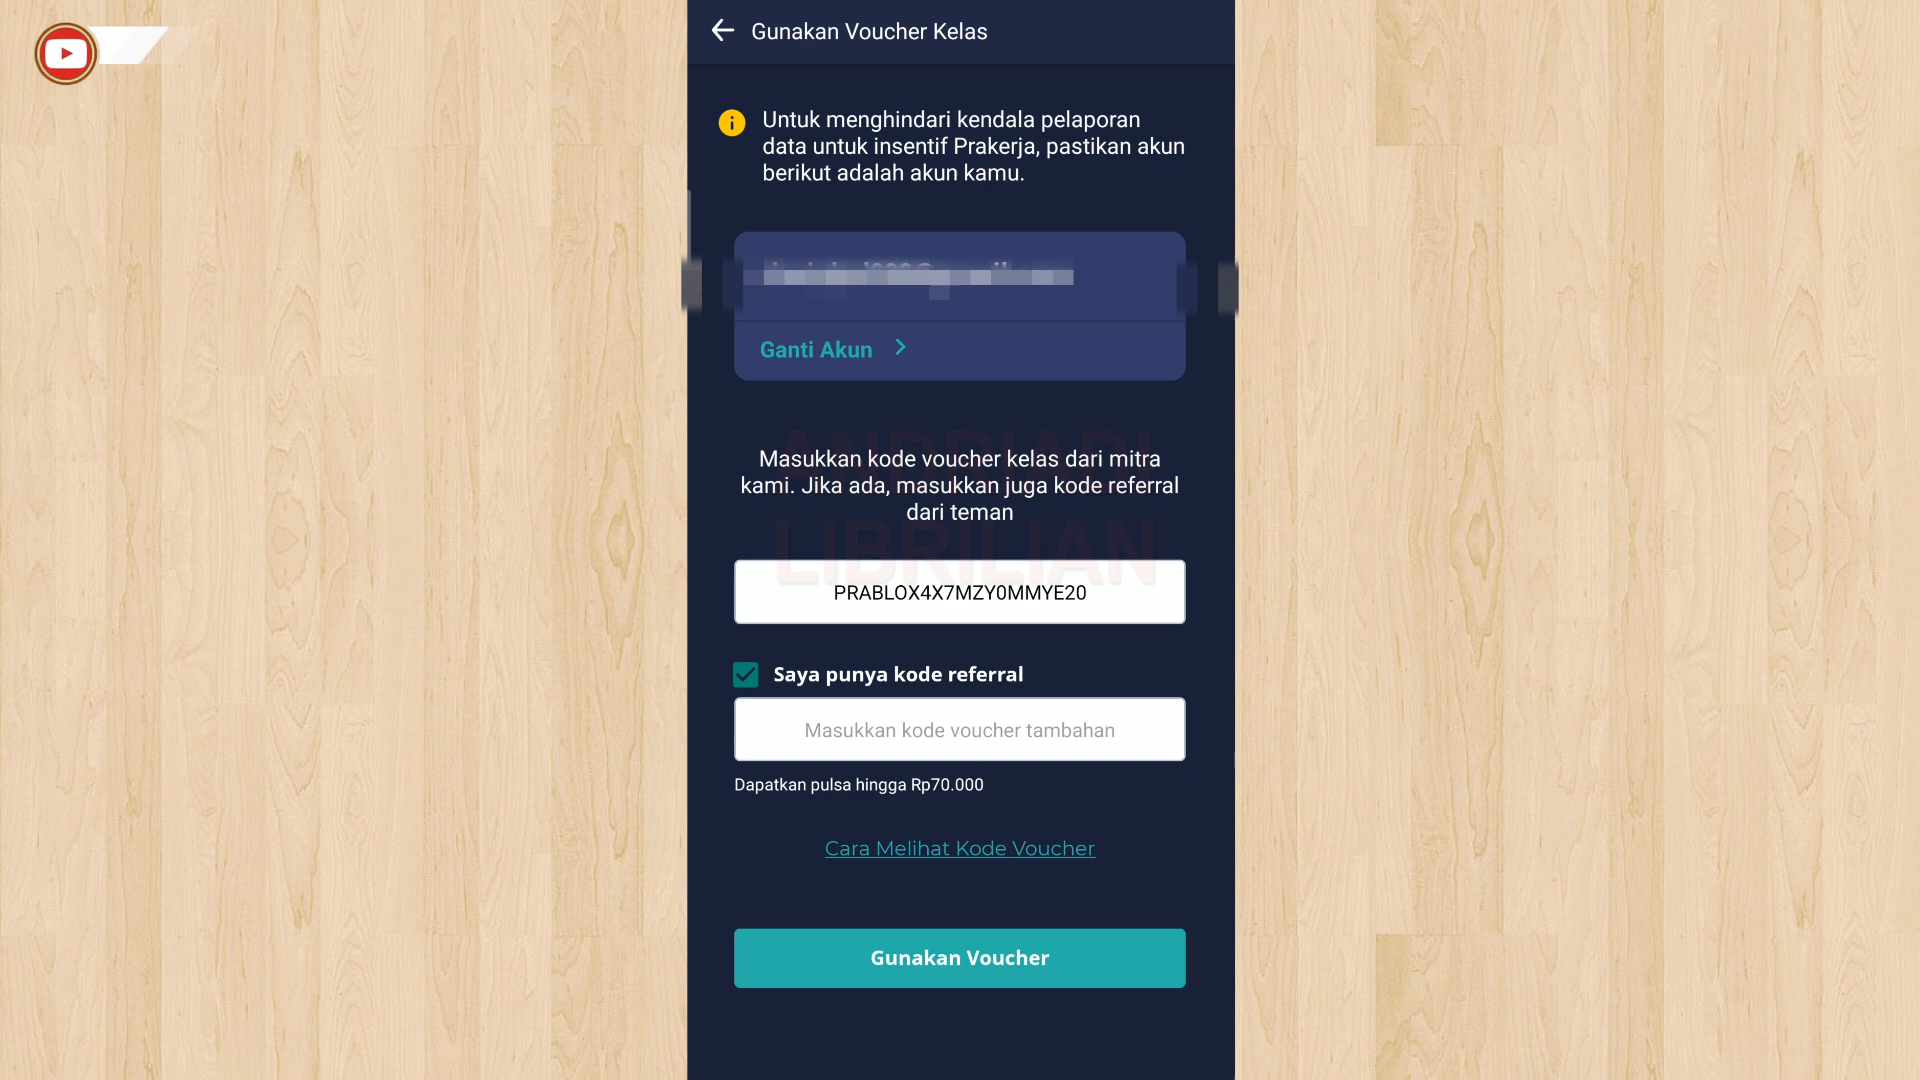 Gunakan Voucher Kelas
Untuk menghindari kendala pelaporan
data untuk insentif Prakerja, pastikan akun
berikut adalah akun kamu.
Ganti Akun
Masukkan kode voucher kelas dari mitra
kami. Jika ada, masukkan juga kode referral
dari teman
ANDRIADI
LIBRILIAN
PRABLOX4X7MZY0MMYE20
Saya punya kode referral
Masukkan kode voucher tambahan
Dapatkan pulsa hingga Rp70.000
Cara Melihat Kode Voucher
Gunakan Voucher